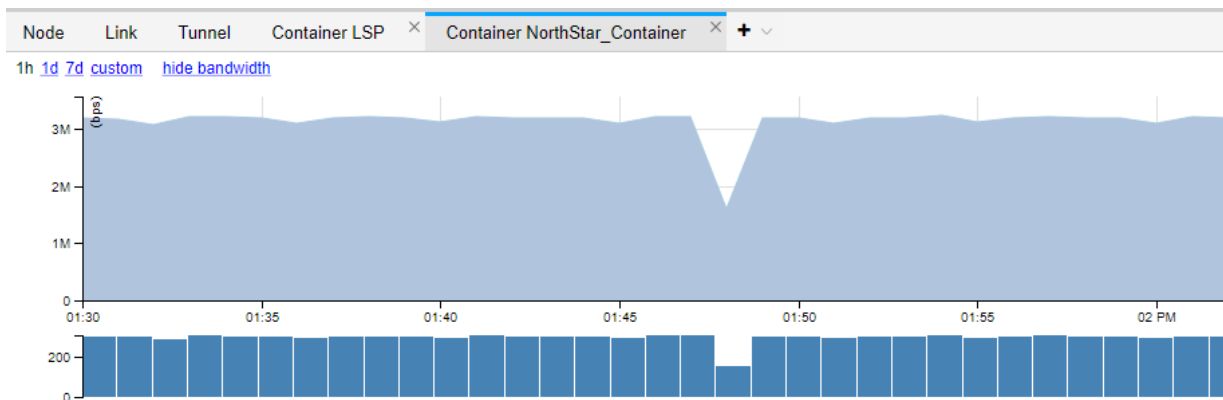 Node Link Tunnel Container LSP × Container NorthStar_Container × +
1h 1d 7d custom hide bandwidth
(bps)
3M
2M
1M
0
01:30 01:35 01:40 01:45 01:50 01:55 02 PM
200
0